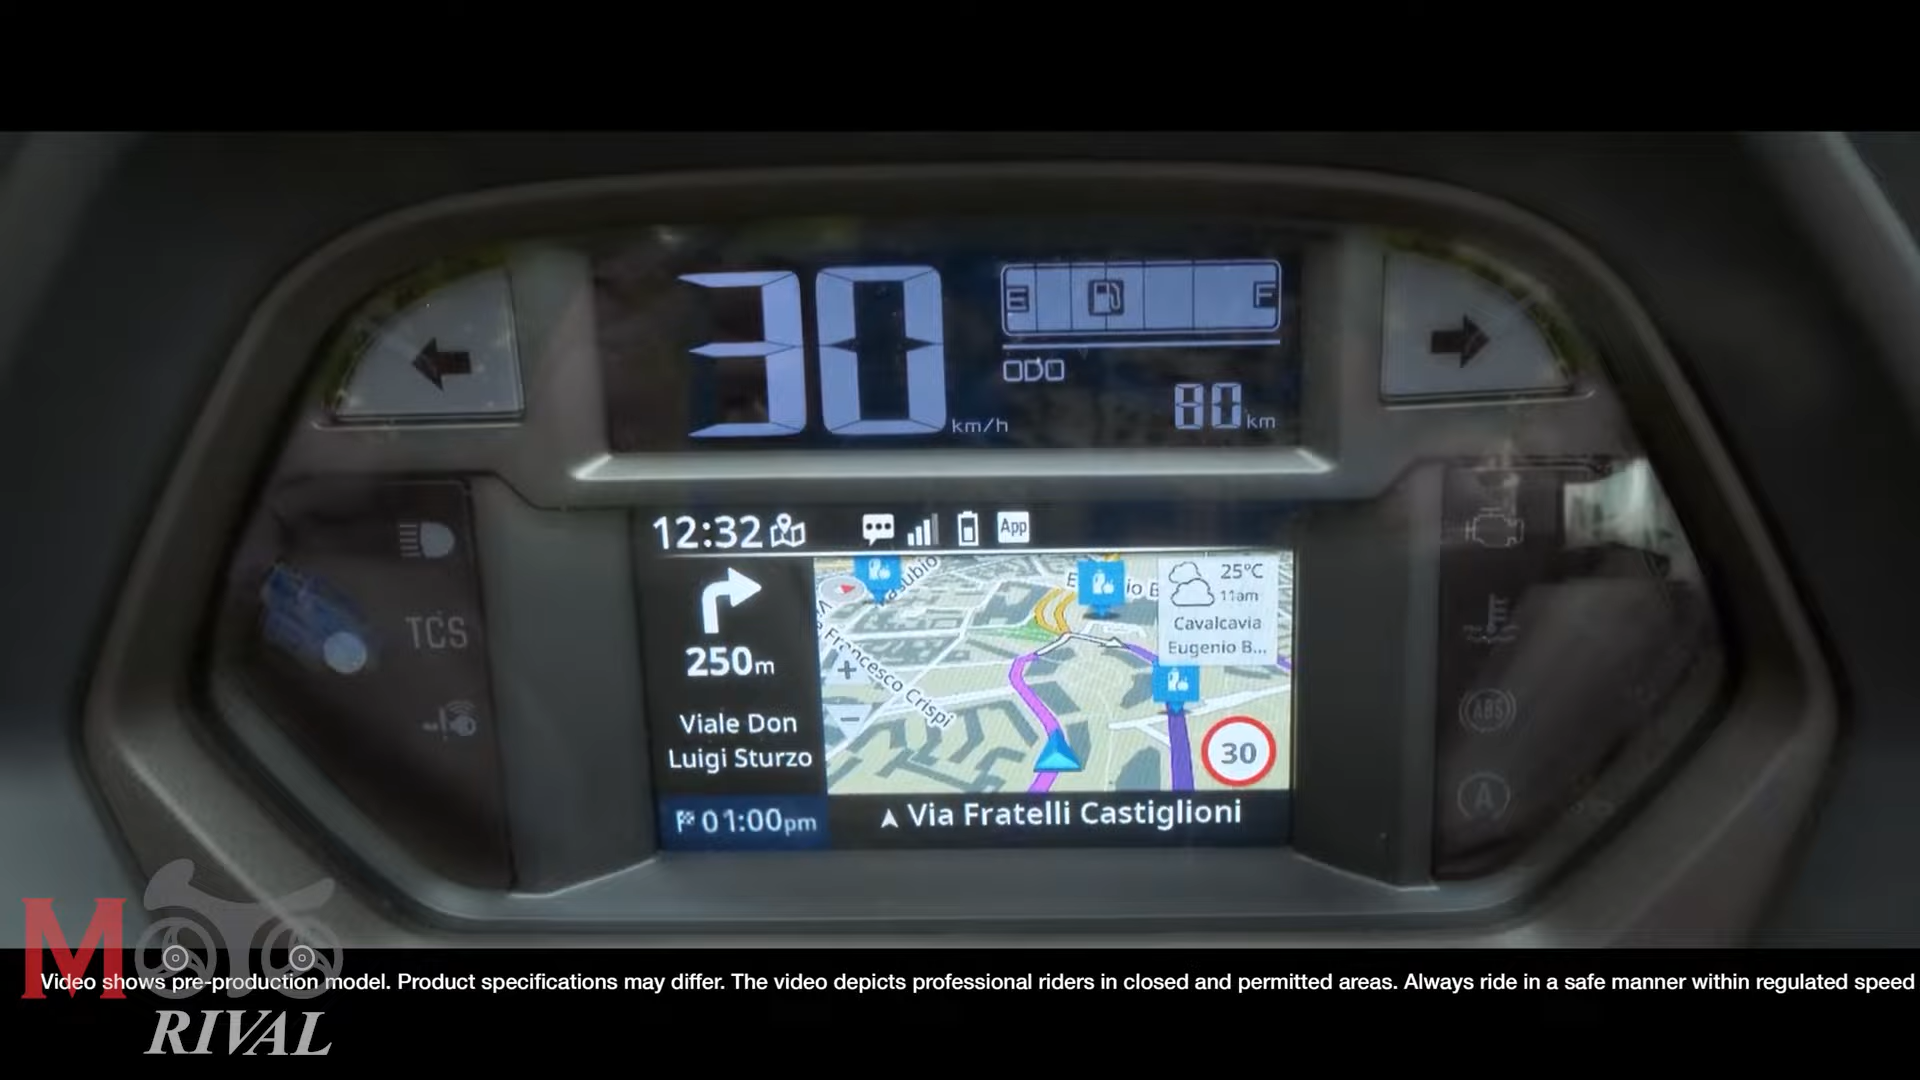 30
km/h
E
F
ODO
80 km
12:32
App
250m
Viale Don
Luigi Sturzo
01:00pm
Francesco Crispi
25°C
11am
Cavalcavia
Eugenio B...
30
Via Fratelli Castiglioni
TCS
ABS
A
MOTO
RIVAL
Video shows pre-production model. Product specifications may differ. The video depicts professional riders in closed and permitted areas. Always ride in a safe manner within regulated speed